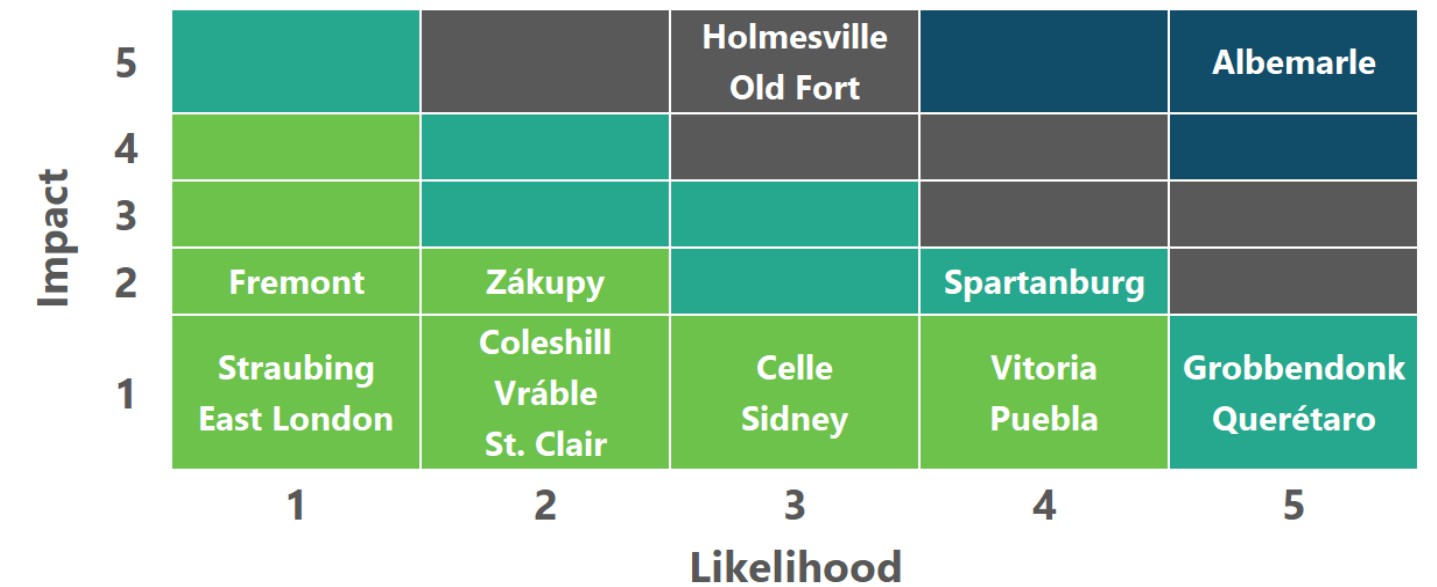 5
Holmesville
Old Fort
Albemarle
4
3
2
Fremont
Zákupy
Spartanburg
1
Straubing
East London
Coleshill
Vráble
St. Clair
Celle
Sidney
Vitoria
Puebla
Grobbendonk
Querétaro
Impact
1 2 3 4 5
Likelihood